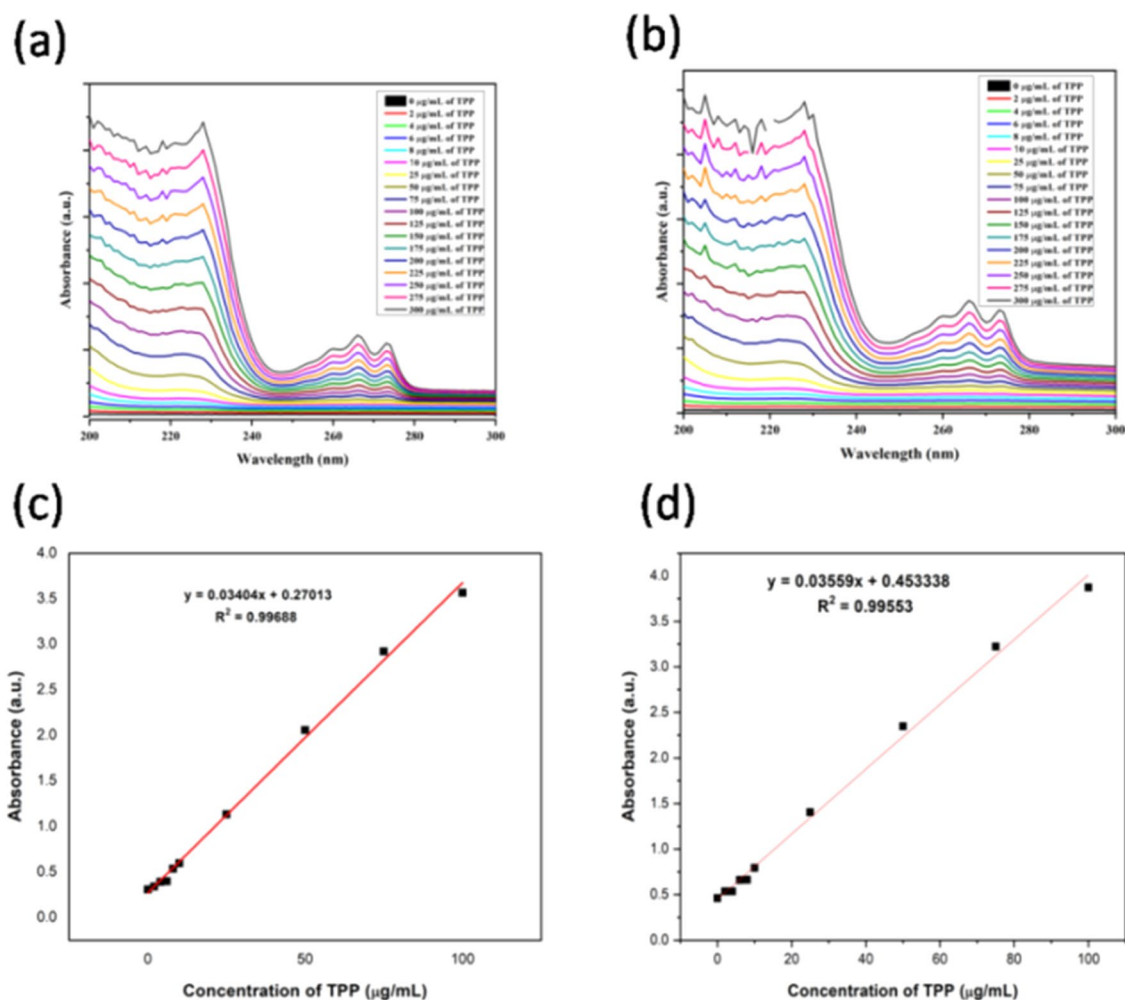 (a)
(b)
0 µg/mL of TPP
2 µg/mL of TPP
4 µg/mL of TPP
6 µg/mL of TPP
8 µg/mL of TPP
70 µg/mL of TPP
25 µg/mL of TPP
50 µg/mL of TPP
75 µg/mL of TPP
100 µg/mL of TPP
125 µg/mL of TPP
150 µg/mL of TPP
175 µg/mL of TPP
200 µg/mL of TPP
225 µg/mL of TPP
250 µg/mL of TPP
275 µg/mL of TPP
300 µg/mL of TPP
Absorbance (a.u.)
200 220 240 260 280 300
Wavelength (nm)
0 µg/mL of TPP
2 µg/mL of TPP
4 µg/mL of TPP
6 µg/mL of TPP
8 µg/mL of TPP
70 µg/mL of TPP
25 µg/mL of TPP
50 µg/mL of TPP
75 µg/mL of TPP
100 µg/mL of TPP
125 µg/mL of TPP
150 µg/mL of TPP
175 µg/mL of TPP
200 µg/mL of TPP
225 µg/mL of TPP
250 µg/mL of TPP
275 µg/mL of TPP
300 µg/mL of TPP
Absorbance (a.u.)
200 220 240 260 280 300
Wavelength (nm)
(c)
(d)
4.0
3.5
3.0
2.5
2.0
1.5
1.0
0.5
0.0
Absorbance (a.u.)
y = 0.03404x + 0.27013
R² = 0.99688
0 50 100
Concentration of TPP (µg/mL)
4.0
3.5
3.0
2.5
2.0
1.5
1.0
0.5
0.0
Absorbance (a.u.)
y = 0.03559x + 0.453338
R² = 0.99553
0 20 40 60 80 100
Concentration of TPP (µg/mL)